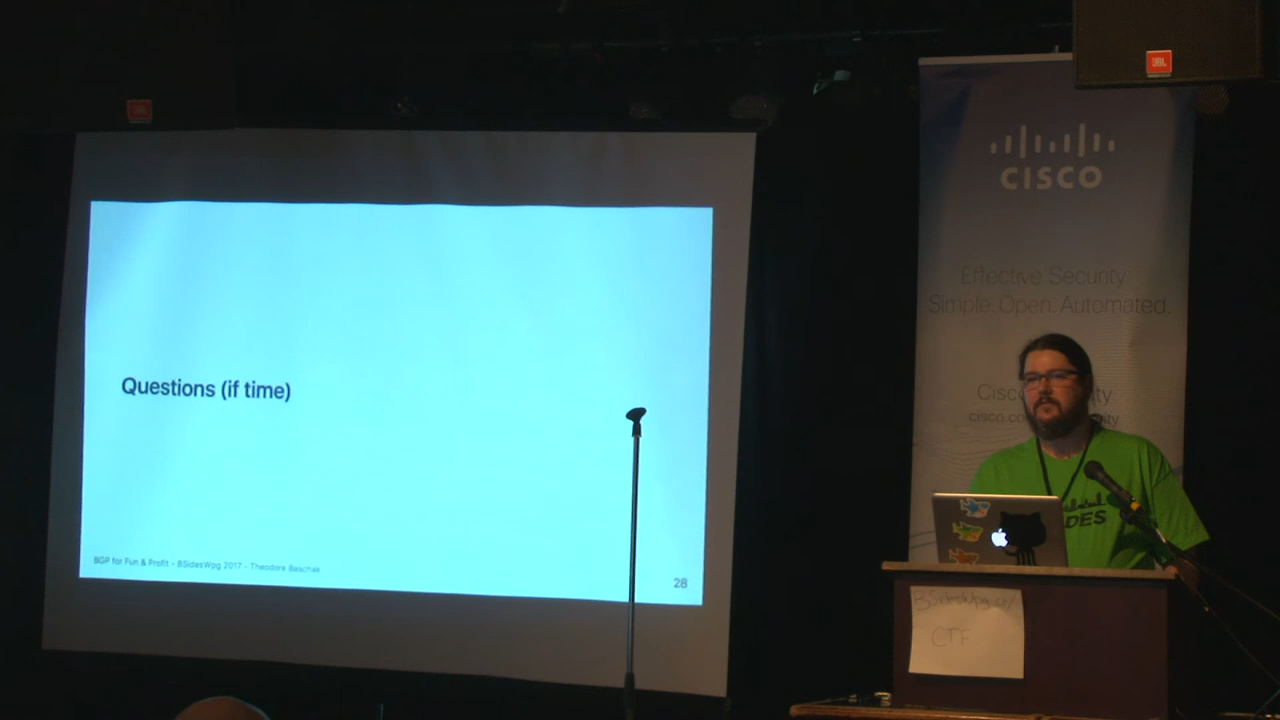 JBL
JBL
CISCO
Effective Security
Simple. Open. Automated.
Questions (if time)
BGP for Fun & Profit - BSidesWpg 2017 - Theodore Baschak
28
DES
CTF